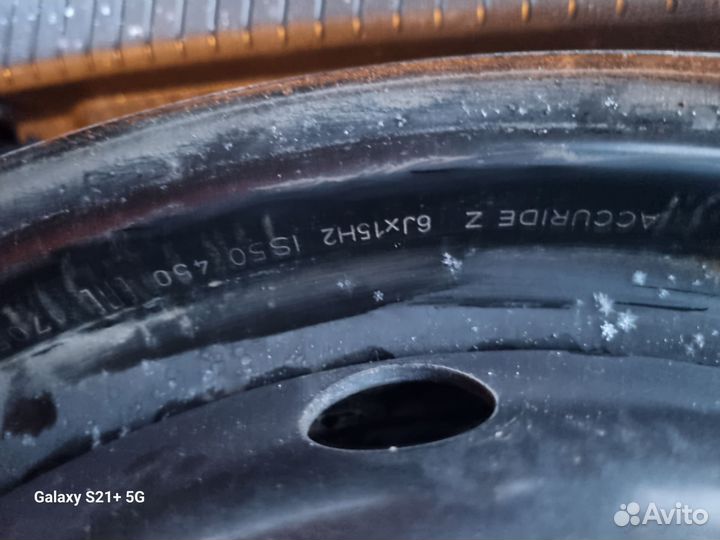 ACCURIDE Z 6Jx15H2 IS50 450
Galaxy S21+ 5G
Avito